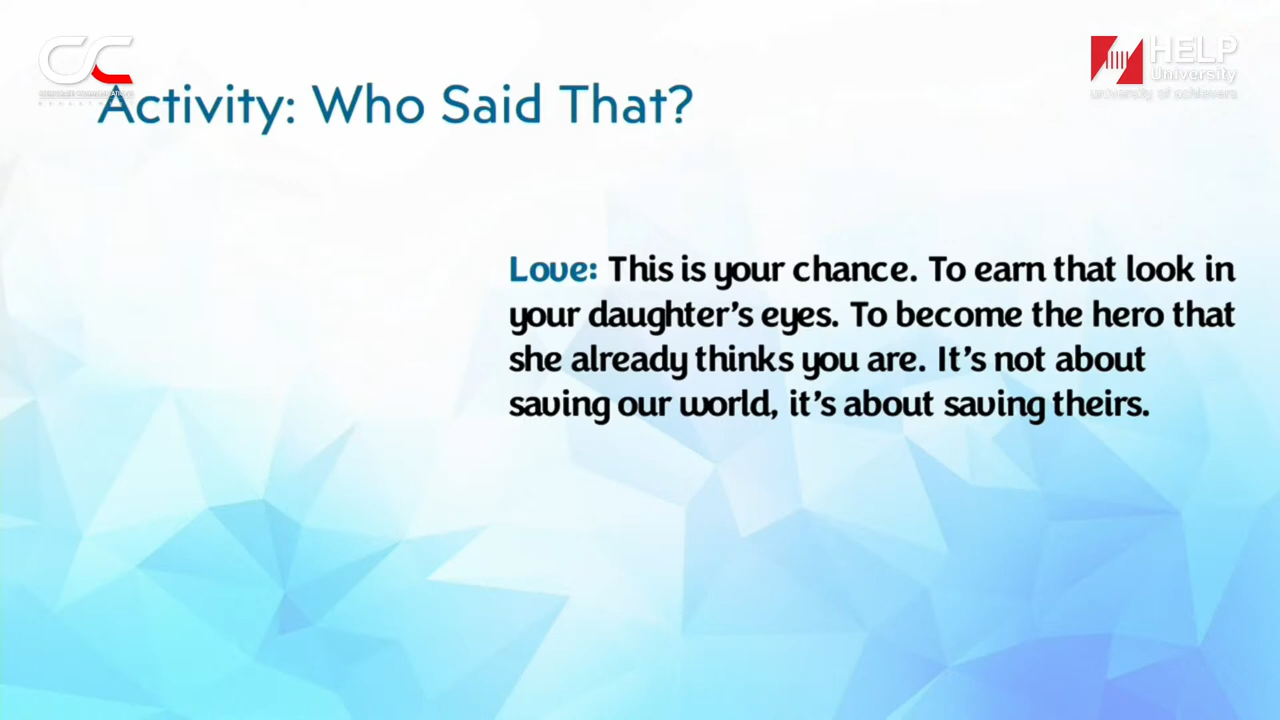 HELP
University
university of achievers
Activity: Who Said That?
Love: This is your chance. To earn that look in
your daughter’s eyes. To become the hero that
she already thinks you are. It’s not about
saving our world, it’s about saving theirs.